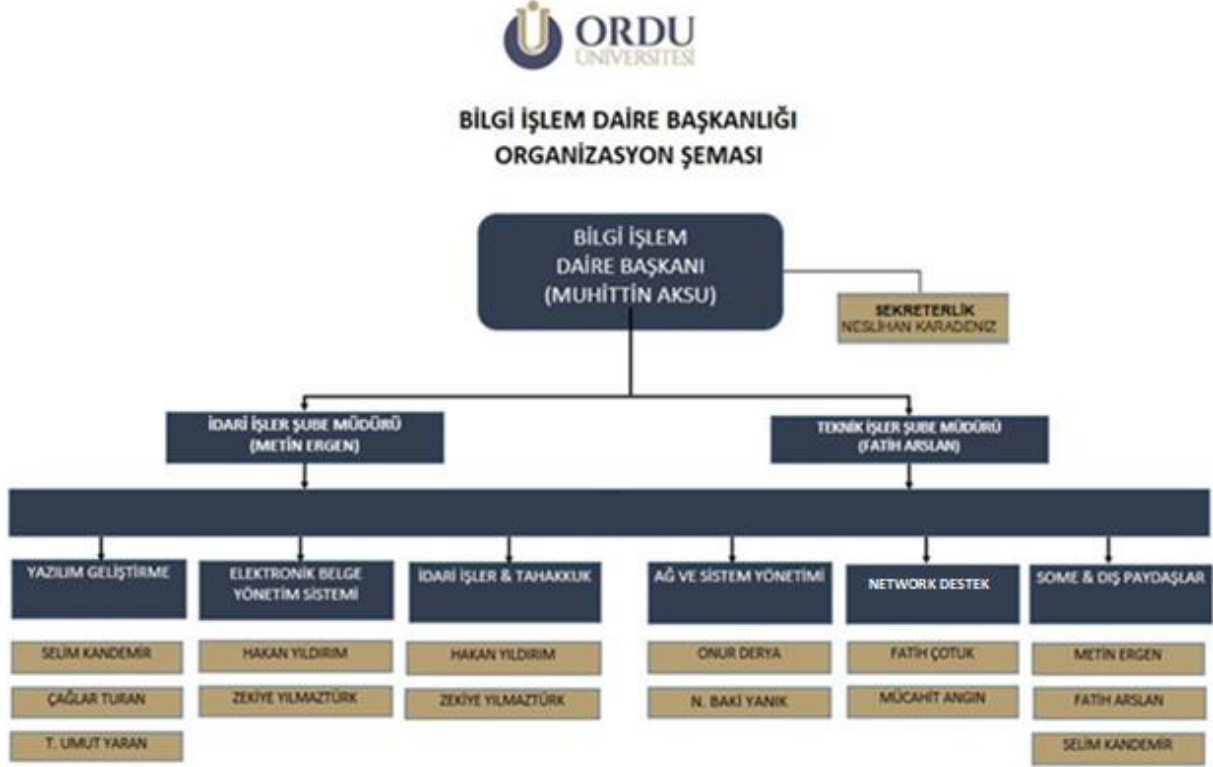 ORDU
ÜNİVERSİTESİ
BİLGİ İŞLEM DAİRE BAŞKANLIĞI
ORGANİZASYON ŞEMASI
BİLGİ İŞLEM
DAİRE BAŞKANI
(MUHİTTİN AKSU)
SEKRETERLİK
NESLİHAN KARADENIZ
İDARİ İŞLER ŞUBE MÜDÜRÜ
(METİN ERGEN)
TEKNİK İŞLER ŞUBE MÜDÜRÜ
(FATİH ARSLAN)
YAZILIM GELİŞTİRME
SELİM KANDEMİR
ÇAĞLAR TURAN
T. UMUT YARAN
ELEKTRONİK BELGE
YÖNETİM SİSTEMİ
HAKAN YILDIRIM
ZEKİYE YILMAZTÜRK
İDARİ İŞLER & TAHAKKUK
HAKAN YILDIRIM
ZEKİYE YILMAZTÜRK
AĞ VE SİSTEM YÖNETİMİ
ONUR DERYA
N. BAKİ YANIK
NETWORK DESTEK
FATİH ÇOTUK
MÜCAHİT ANGIN
SOME & DIŞ PAYDAŞLAR
METİN ERGEN
FATİH ARSLAN
SELİM KANDEMİR